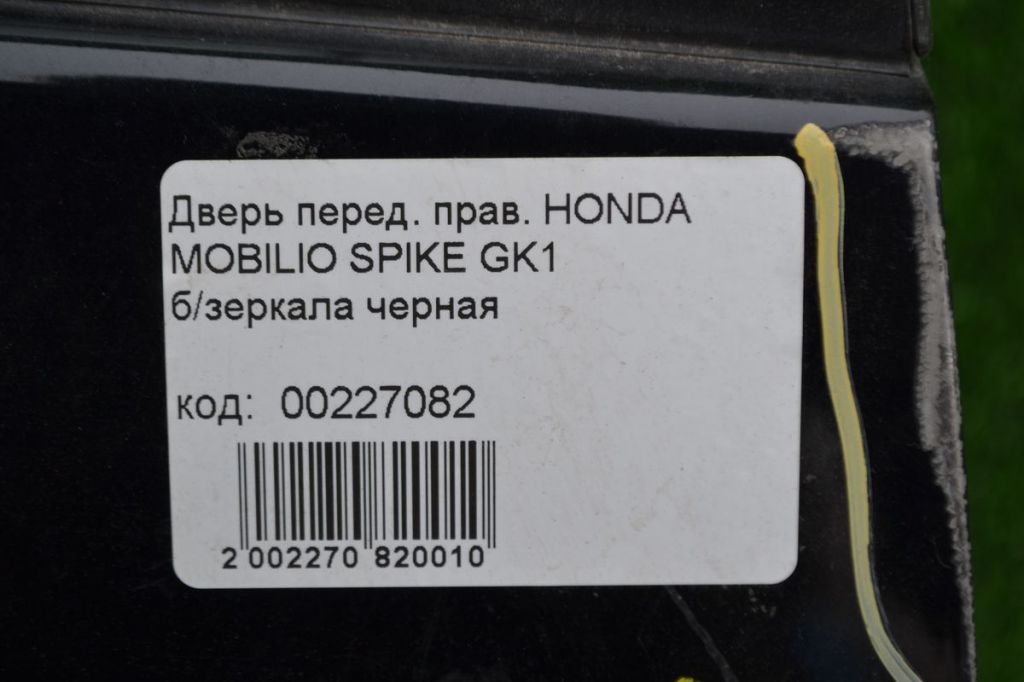 Дверь перед. прав. HONDA
MOBILIO SPIKE GK1
б/зеркала черная
код: 00227082
2 002270 820010